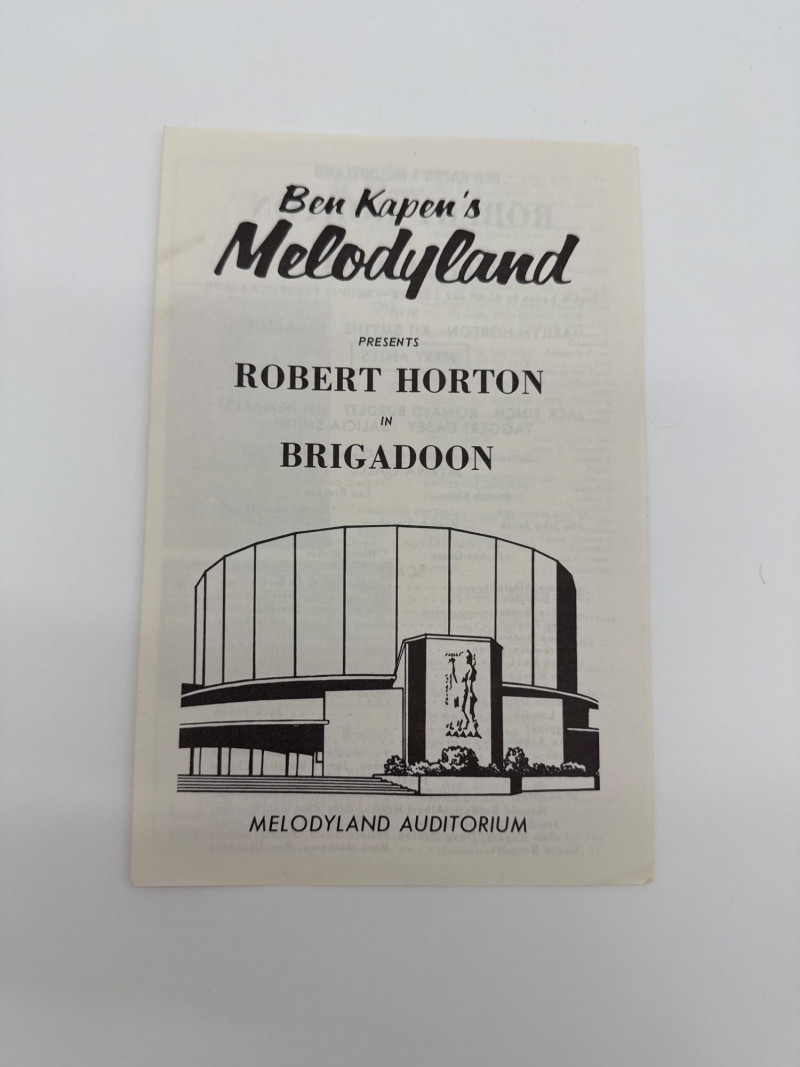 Ben Kapen's
Melodyland
PRESENTS
ROBERT HORTON
IN
BRIGADOON
MELODYLAND AUDITORIUM